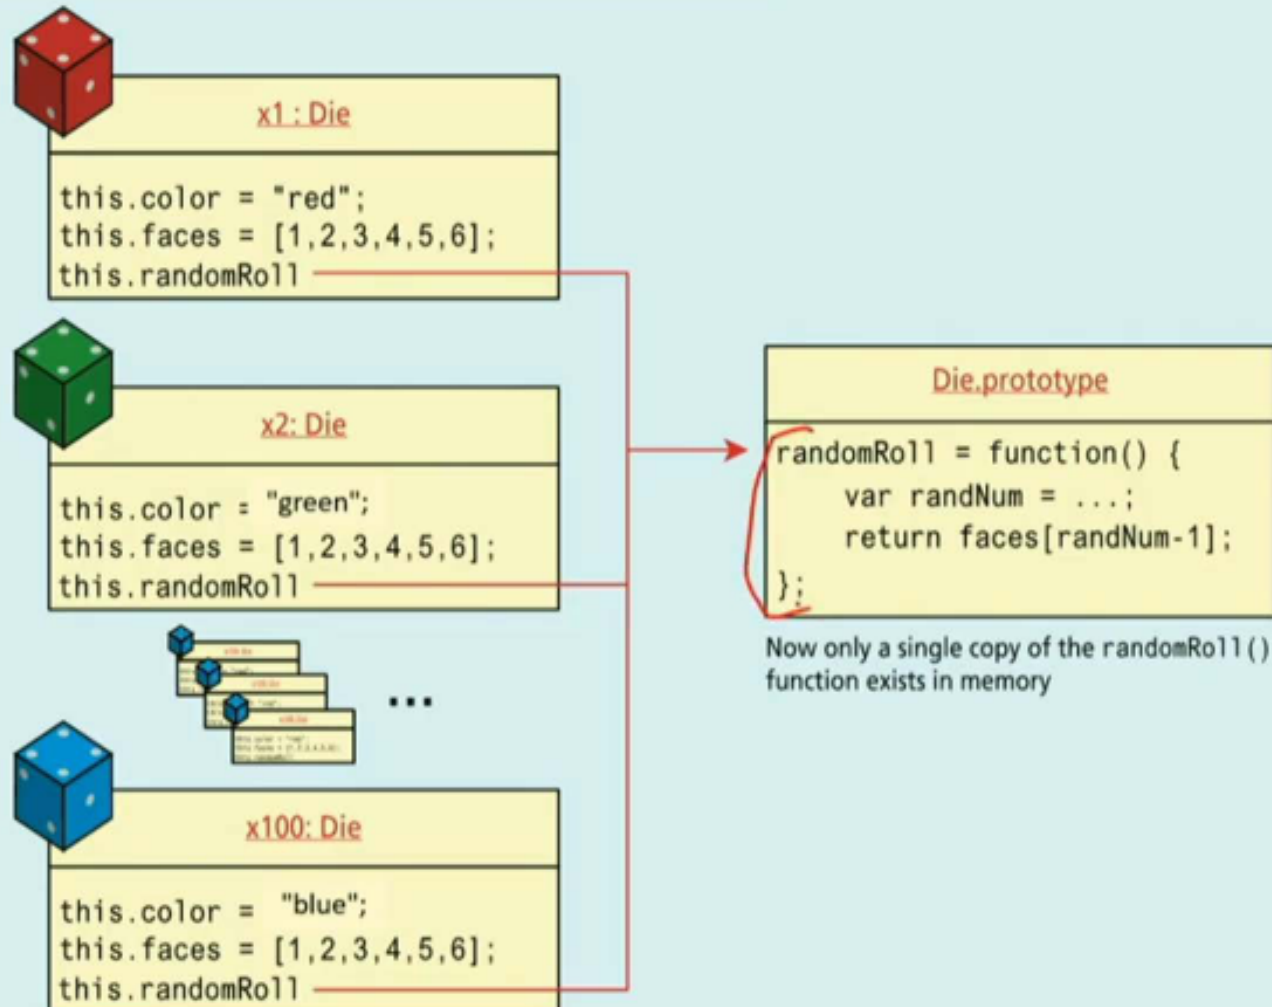 x1 : Die
this.color = "red";
this.faces = [1,2,3,4,5,6];
this.randomRoll
x2: Die
this.color = "green";
this.faces = [1,2,3,4,5,6];
this.randomRoll
...
x100: Die
this.color = "blue";
this.faces = [1,2,3,4,5,6];
this.randomRoll
Die.prototype
randomRoll = function() {
var randNum = ...;
return faces[randNum-1];
};
Now only a single copy of the randomRoll()
function exists in memory